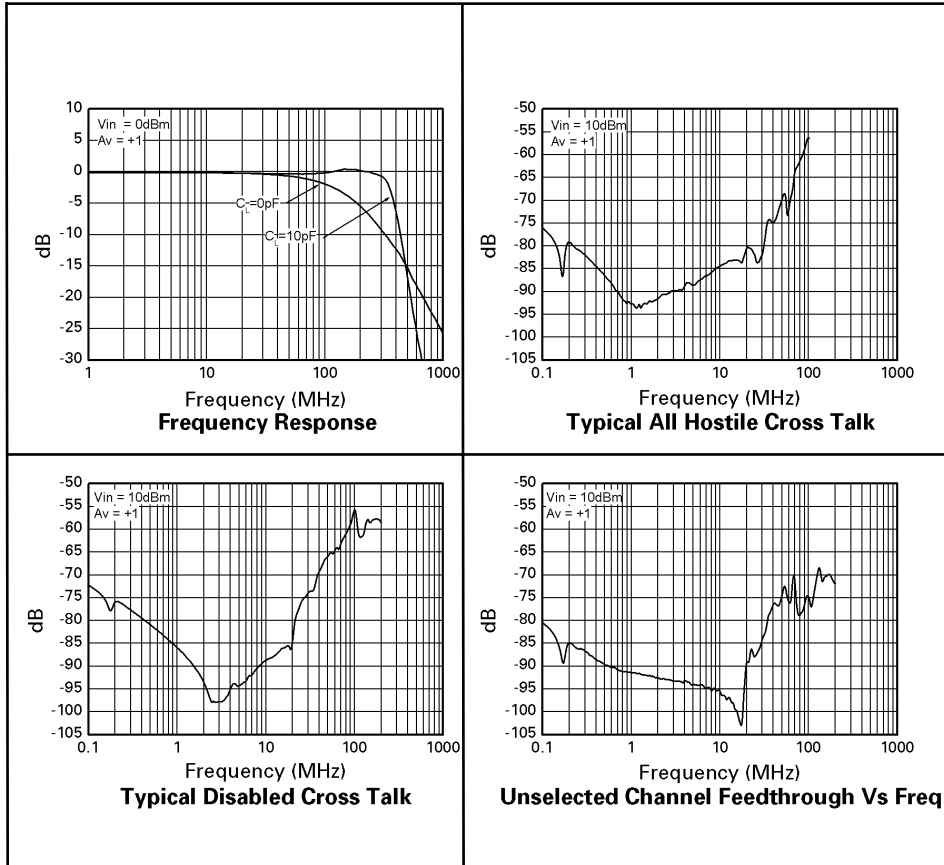 10
5
0
-5
-10
-15
-20
-25
-30
dB
Vin = 0dBm
Av = +1
CL=0pF
CL=10pF
1
10
100
1000
Frequency (MHz)
Frequency Response
-50
-55
-60
-65
-70
-75
-80
-85
-90
-95
-100
-105
dB
Vin = 10dBm
Av = +1
0.1
1
10
100
1000
Frequency (MHz)
Typical All Hostile Cross Talk
-50
-55
-60
-65
-70
-75
-80
-85
-90
-95
-100
-105
dB
Vin = 10dBm
Av = +1
0.1
1
10
100
1000
Frequency (MHz)
Typical Disabled Cross Talk
-50
-55
-60
-65
-70
-75
-80
-85
-90
-95
-100
-105
dB
Vin = 10dBm
Av = +1
0.1
1
10
100
1000
Frequency (MHz)
Unselected Channel Feedthrough Vs Freq